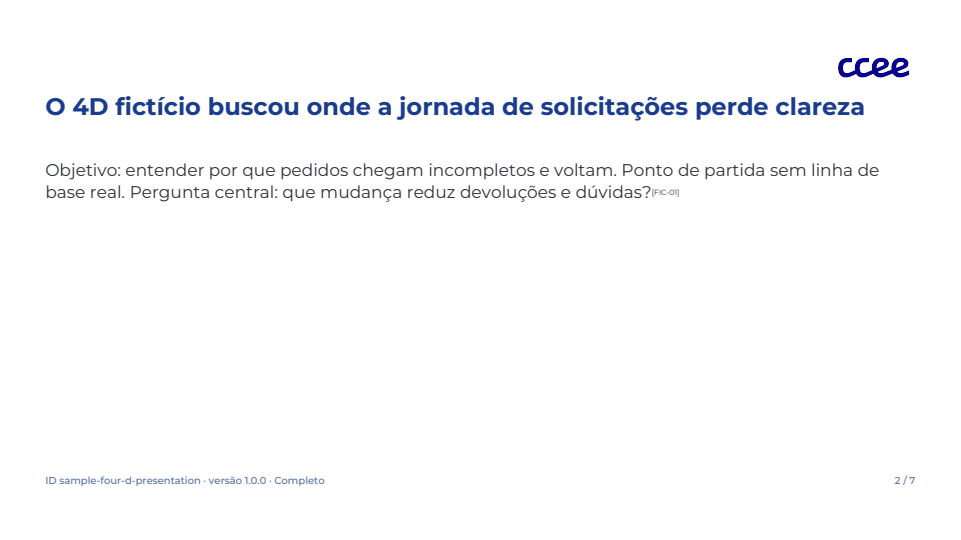 ccee
O 4D fictício buscou onde a jornada de solicitações perde clareza
Objetivo: entender por que pedidos chegam incompletos e voltam. Ponto de partida sem linha de
base real. Pergunta central: que mudança reduz devoluções e dúvidas?[FIC-01]
ID sample-four-d-presentation · versão 1.0.0 · Completo
2 / 7